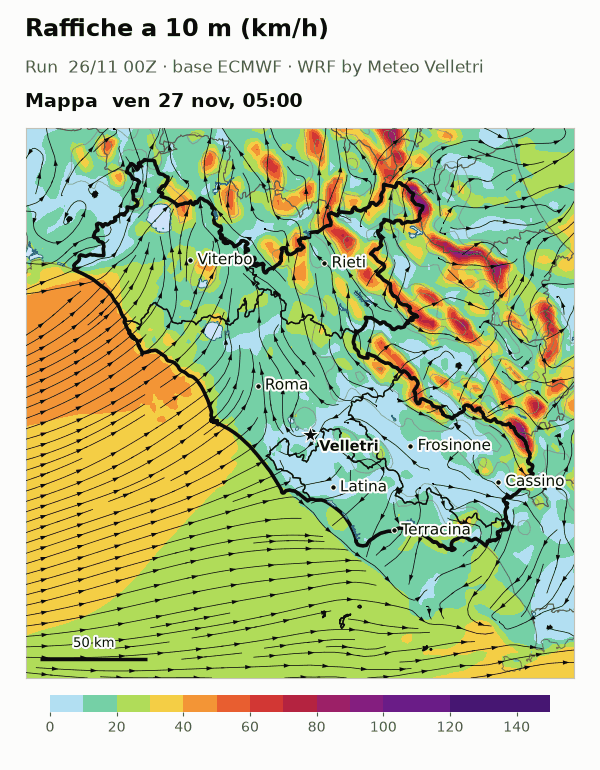 Raffiche a 10 m (km/h)
Run  26/11 00Z · base ECMWF · WRF by Meteo Velletri
Mappa  ven 27 nov, 05:00
Viterbo
Rieti
Roma
Velletri
Frosinone
Cassino
Latina
Terracina
50 km
0 20 40 60 80 100 120 140